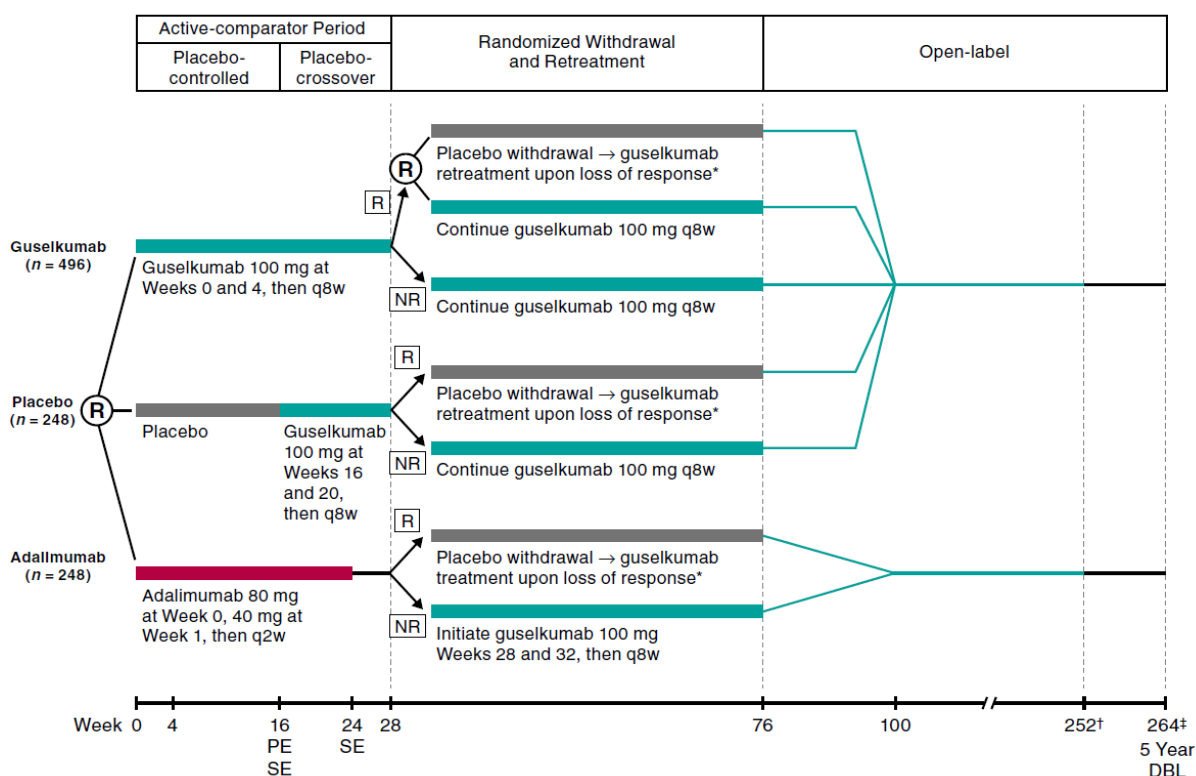 Active-comparator Period
Placebo-
controlled
Placebo-
crossover
Randomized Withdrawal
and Retreatment
Open-label
Guselkumab
(n = 496)
Guselkumab 100 mg at
Weeks 0 and 4, then q8w
R
R
Placebo withdrawal → guselkumab
retreatment upon loss of response*
Continue guselkumab 100 mg q8w
NR
Continue guselkumab 100 mg q8w
Placebo
(n = 248)
R
Placebo
Guselkumab
100 mg at
Weeks 16
and 20,
then q8w
R
Placebo withdrawal → guselkumab
retreatment upon loss of response*
NR
Continue guselkumab 100 mg q8w
Adalimumab
(n = 248)
Adalimumab 80 mg
at Week 0, 40 mg at
Week 1, then q2w
R
Placebo withdrawal → guselkumab
treatment upon loss of response*
NR
Initiate guselkumab 100 mg
Weeks 28 and 32, then q8w
Week 0 4 16 24 28 76 100 252† 264‡
PE SE 5 Year
SE DBL